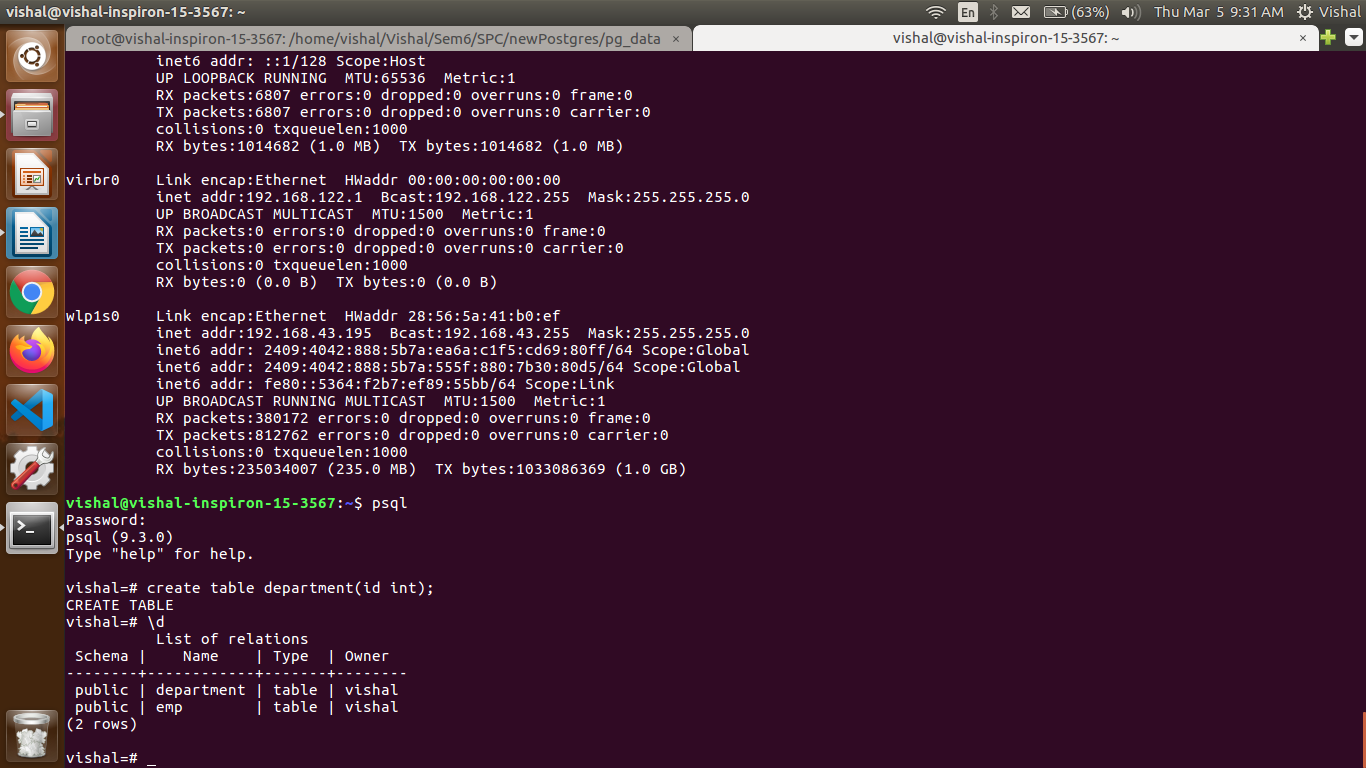 vishal@vishal-inspiron-15-3567: ~
En
(63%)
Thu Mar 5 9:31 AM
Vishal
root@vishal-inspiron-15-3567: /home/vishal/Vishal/Sem6/SPC/newPostgres/pg_data ×
vishal@vishal-inspiron-15-3567: ~ ×
inet6 addr: ::1/128 Scope:Host
UP LOOPBACK RUNNING  MTU:65536  Metric:1
RX packets:6807 errors:0 dropped:0 overruns:0 frame:0
TX packets:6807 errors:0 dropped:0 overruns:0 carrier:0
collisions:0 txqueuelen:1000
RX bytes:1014682 (1.0 MB)  TX bytes:1014682 (1.0 MB)
virbr0    Link encap:Ethernet  HWaddr 00:00:00:00:00:00
inet addr:192.168.122.1  Bcast:192.168.122.255  Mask:255.255.255.0
UP BROADCAST MULTICAST  MTU:1500  Metric:1
RX packets:0 errors:0 dropped:0 overruns:0 frame:0
TX packets:0 errors:0 dropped:0 overruns:0 carrier:0
collisions:0 txqueuelen:1000
RX bytes:0 (0.0 B)  TX bytes:0 (0.0 B)
wlp1s0    Link encap:Ethernet  HWaddr 28:56:5a:41:b0:ef
inet addr:192.168.43.195  Bcast:192.168.43.255  Mask:255.255.255.0
inet6 addr: 2409:4042:888:5b7a:ea6a:c1f5:cd69:80ff/64 Scope:Global
inet6 addr: 2409:4042:888:5b7a:555f:880:7b30:80d5/64 Scope:Global
inet6 addr: fe80::5364:f2b7:ef89:55bb/64 Scope:Link
UP BROADCAST RUNNING MULTICAST  MTU:1500  Metric:1
RX packets:380172 errors:0 dropped:0 overruns:0 frame:0
TX packets:812762 errors:0 dropped:0 overruns:0 carrier:0
collisions:0 txqueuelen:1000
RX bytes:235034007 (235.0 MB)  TX bytes:1033086369 (1.0 GB)
vishal@vishal-inspiron-15-3567:~$ psql
Password:
psql (9.3.0)
Type "help" for help.
vishal=# create table department(id int);
CREATE TABLE
vishal=# \d
List of relations
Schema |    Name    | Type  | Owner
--------+------------+-------+--------
public | department | table | vishal
public | emp        | table | vishal
(2 rows)
vishal=# _